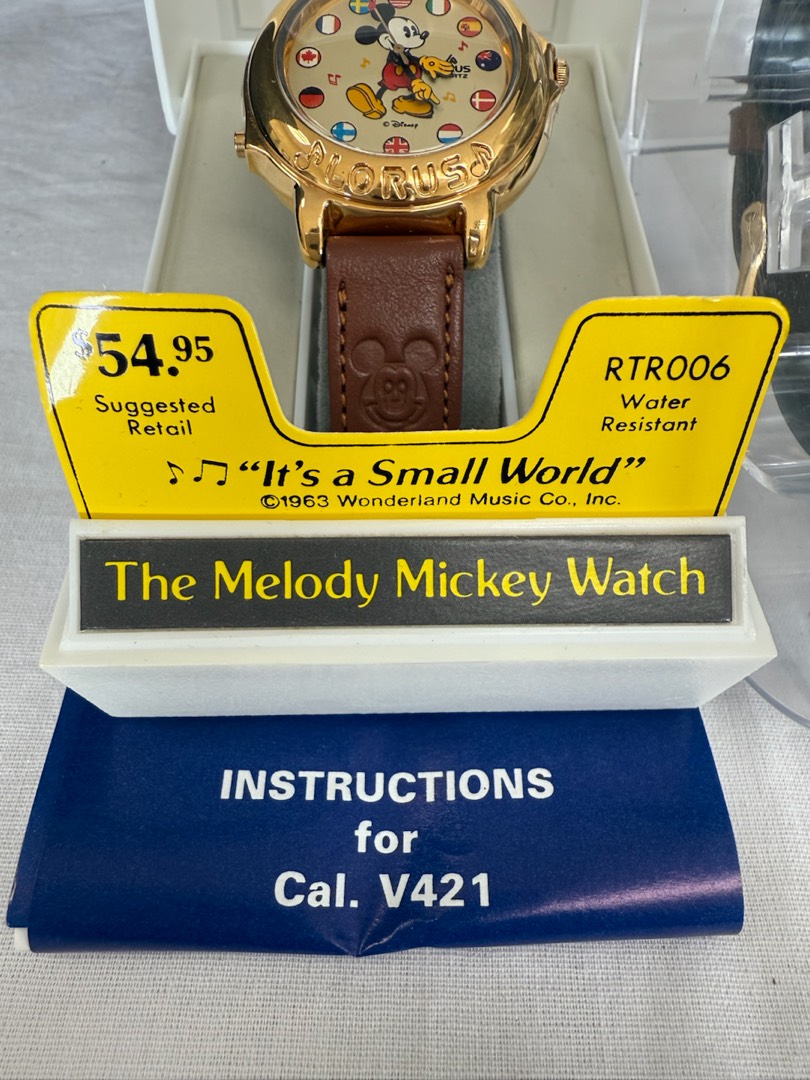 © Disney
LORUS
$54.95
Suggested
Retail
RTR006
Water
Resistant
"It's a Small World"
©1963 Wonderland Music Co., Inc.
The Melody Mickey Watch
INSTRUCTIONS
for
Cal. V421